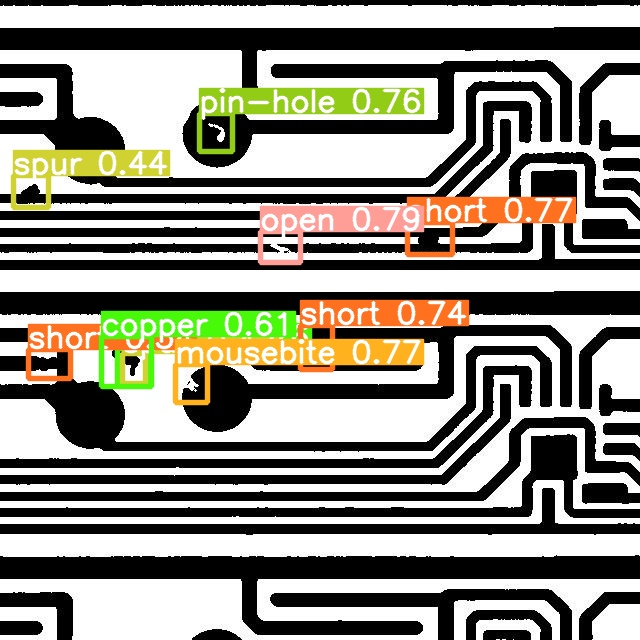 pin-hole 0.76
spur 0.44
open 0.79
hort 0.77
short 0.74
copper 0.61
shor
mousebite 0.77